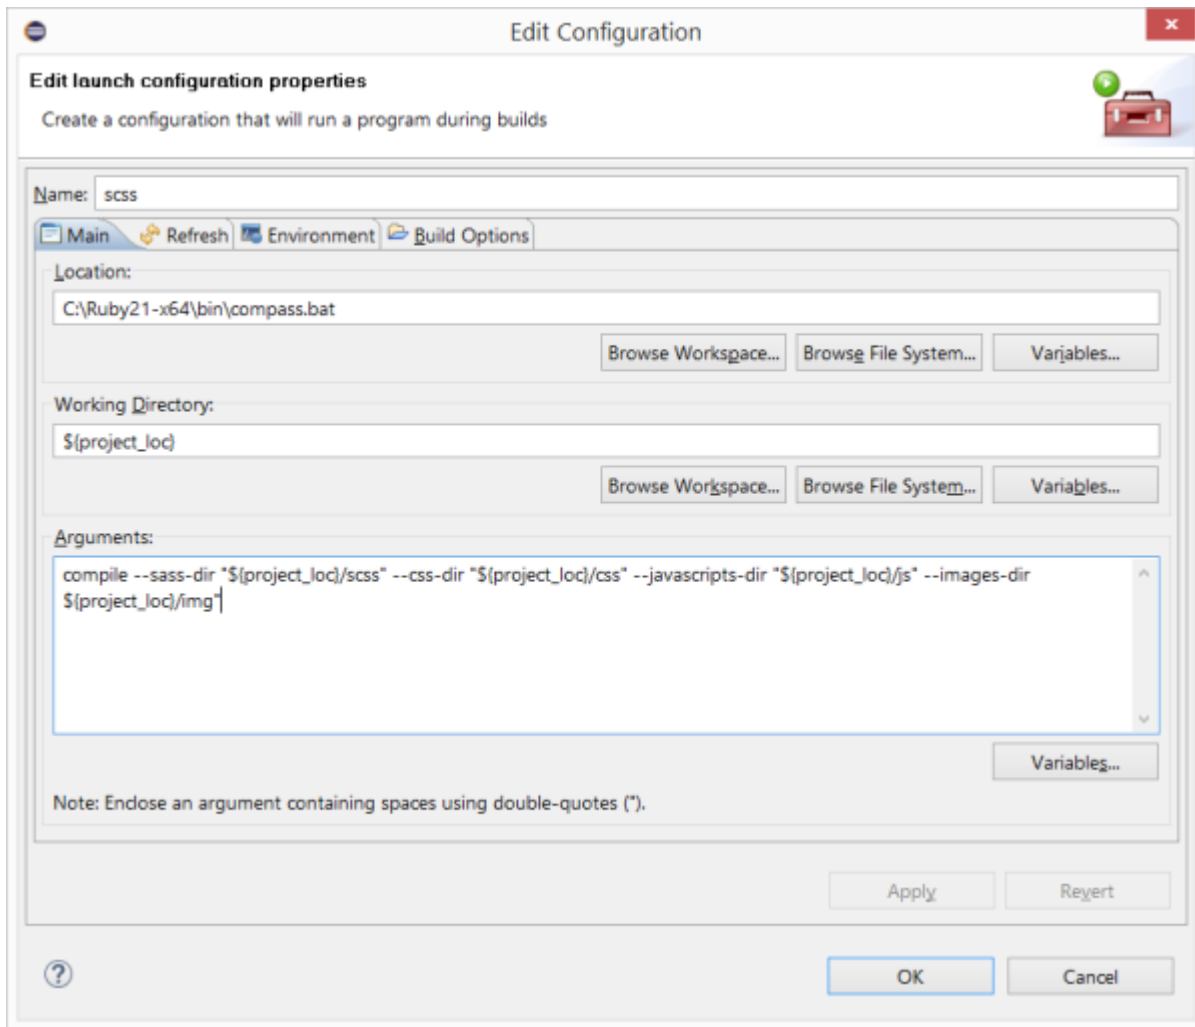 Edit Configuration
x
Edit launch configuration properties
Create a configuration that will run a program during builds
Name: scss
Main Refresh Environment Build Options
Location:
C:\Ruby21-x64\bin\compass.bat
Browse Workspace... Browse File System... Variables...
Working Directory:
${project_loc}
Browse Workspace... Browse File System... Variables...
Arguments:
compile --sass-dir "${project_loc}/scss" --css-dir "${project_loc}/css" --javascripts-dir "${project_loc}/js" --images-dir
${project_loc}/img"
Variables...
Note: Enclose an argument containing spaces using double-quotes (").
Apply Revert
? OK Cancel